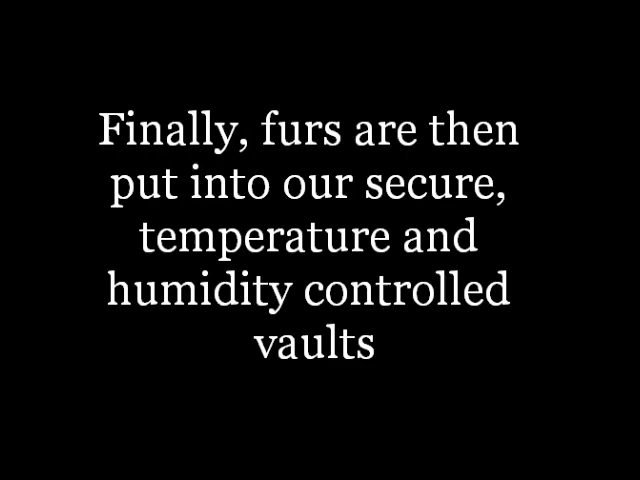 Finally, furs are then
put into our secure,
temperature and
humidity controlled
vaults